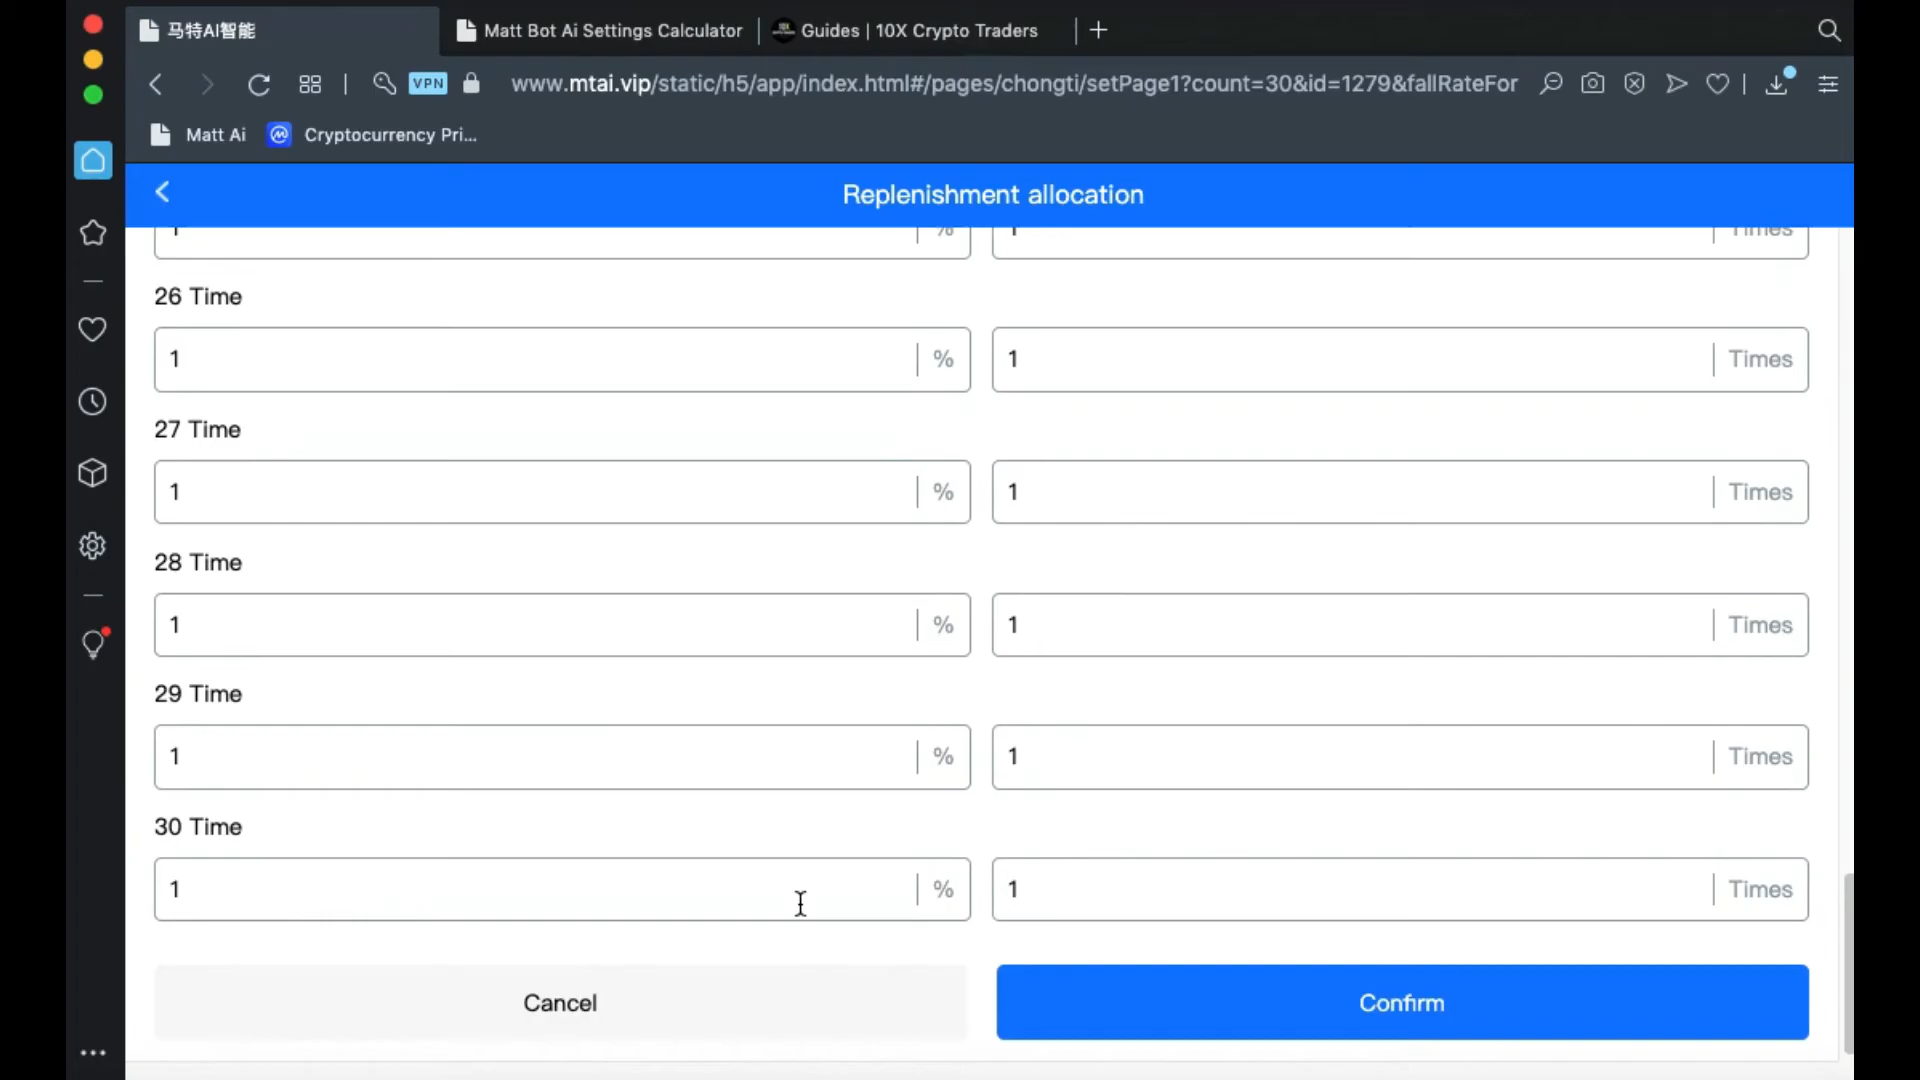 马特AI智能
Matt Bot Ai Settings Calculator
Guides | 10X Crypto Traders
VPN
www.mtai.vip/static/h5/app/index.html#/pages/chongti/setPage1?count=30&id=1279&fallRateFor
Matt Ai
Cryptocurrency Pri...
Replenishment allocation
1 % 1 Times
26 Time
1 % 1 Times
27 Time
1 % 1 Times
28 Time
1 % 1 Times
29 Time
1 % 1 Times
30 Time
1 % 1 Times
Cancel
Confirm